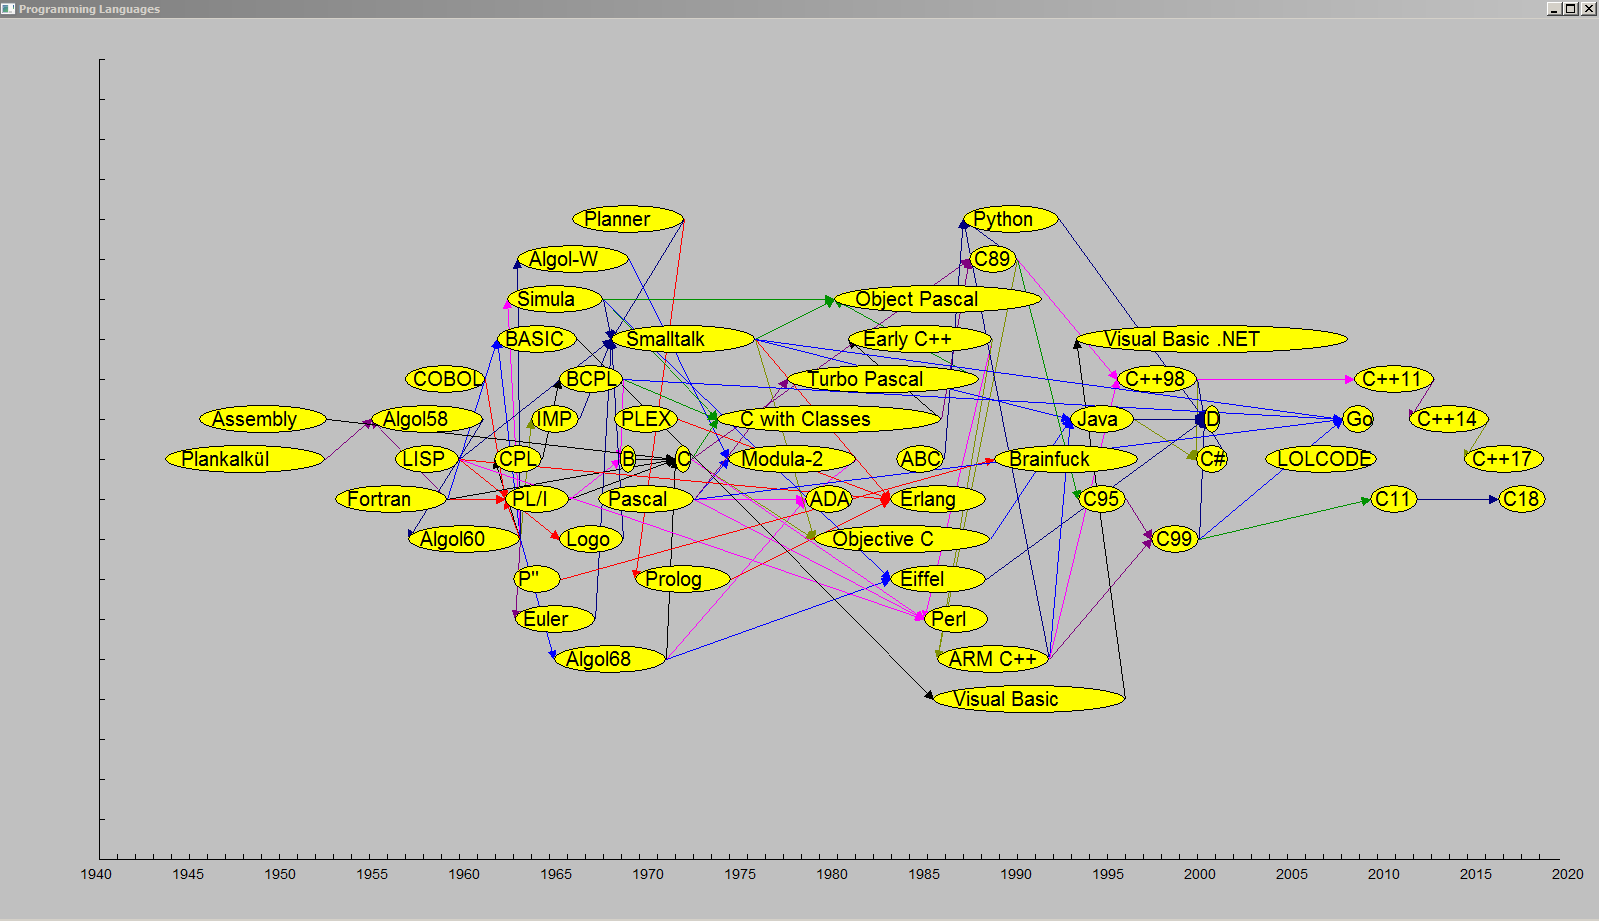 Programming Languages
Planner
Python
Algol-W
C89
Simula
Object Pascal
BASIC
Smalltalk
Early C++
Visual Basic .NET
COBOL
BCPL
Turbo Pascal
C++98
C++11
Assembly
Algol58
IMP
PLEX
C with Classes
Java
D
Go
C++14
Plankalkül
LISP
CPL
B
C
Modula-2
ABC
Brainfuck
C#
LOLCODE
C++17
Fortran
PL/I
Pascal
ADA
Erlang
C95
C11
C18
Algol60
Logo
Objective C
C99
P"
Prolog
Eiffel
Euler
Perl
Algol68
ARM C++
Visual Basic
1940 1945 1950 1955 1960 1965 1970 1975 1980 1985 1990 1995 2000 2005 2010 2015 2020